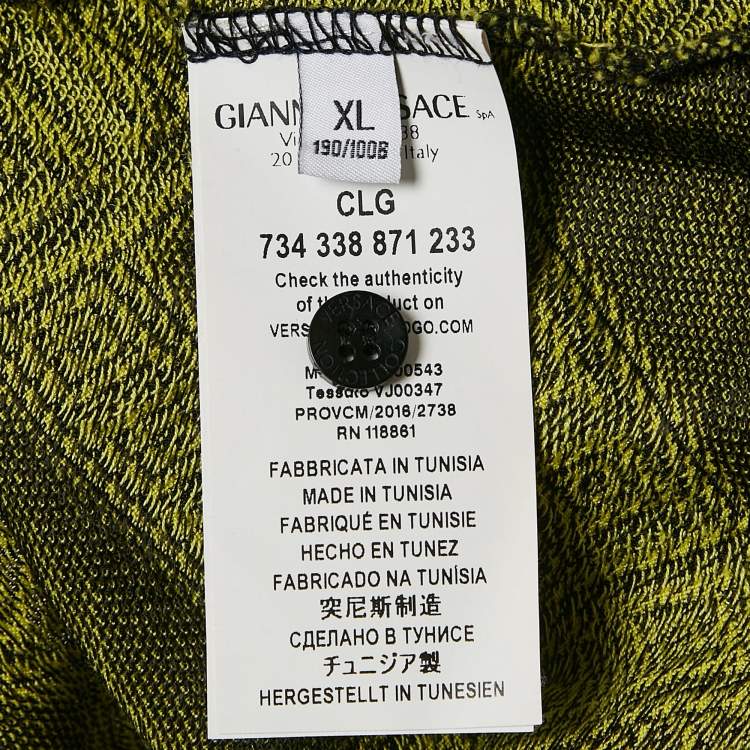 GIANN SACE SpA
XL
Vi 38
190/100B
20 Italy
CLG
734 338 871 233
Check the authenticity
of th duct on
VERS OGO.COM
VERSACE
COLLECTION
M 00543
Tessuto VJ00347
PROVCM/2016/2738
RN 118861
FABBRICATA IN TUNISIA
MADE IN TUNISIA
FABRIQUÉ EN TUNISIE
HECHO EN TUNEZ
FABRICADO NA TUNÍSIA
突尼斯制造
СДЕЛАНО В ТУНИСЕ
チュニジア製
HERGESTELLT IN TUNESIEN